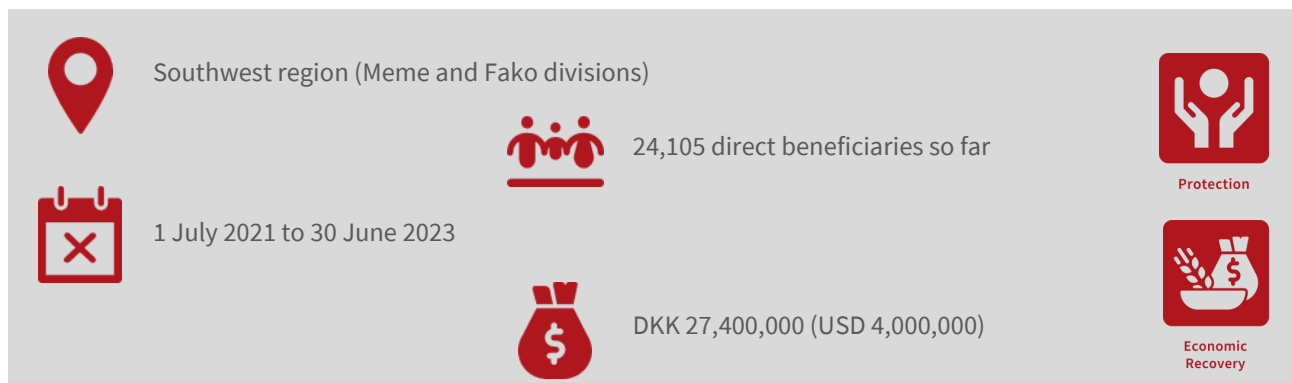 Southwest region (Meme and Fako divisions)
24,105 direct beneficiaries so far
Protection
1 July 2021 to 30 June 2023
$
DKK 27,400,000 (USD 4,000,000)
$
Economic
Recovery